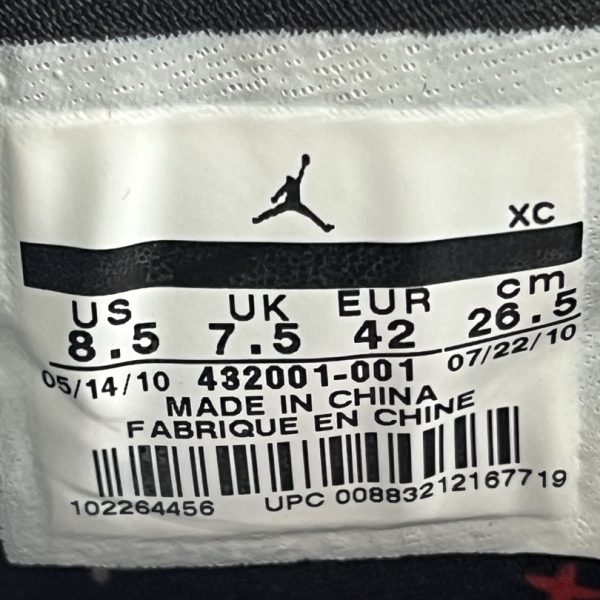 XC
US UK EUR cm
8.5 7.5 42 26.5
05/14/10 432001-001 07/22/10
MADE IN CHINA
FABRIQUE EN CHINE
102264456 UPC 00883212167719